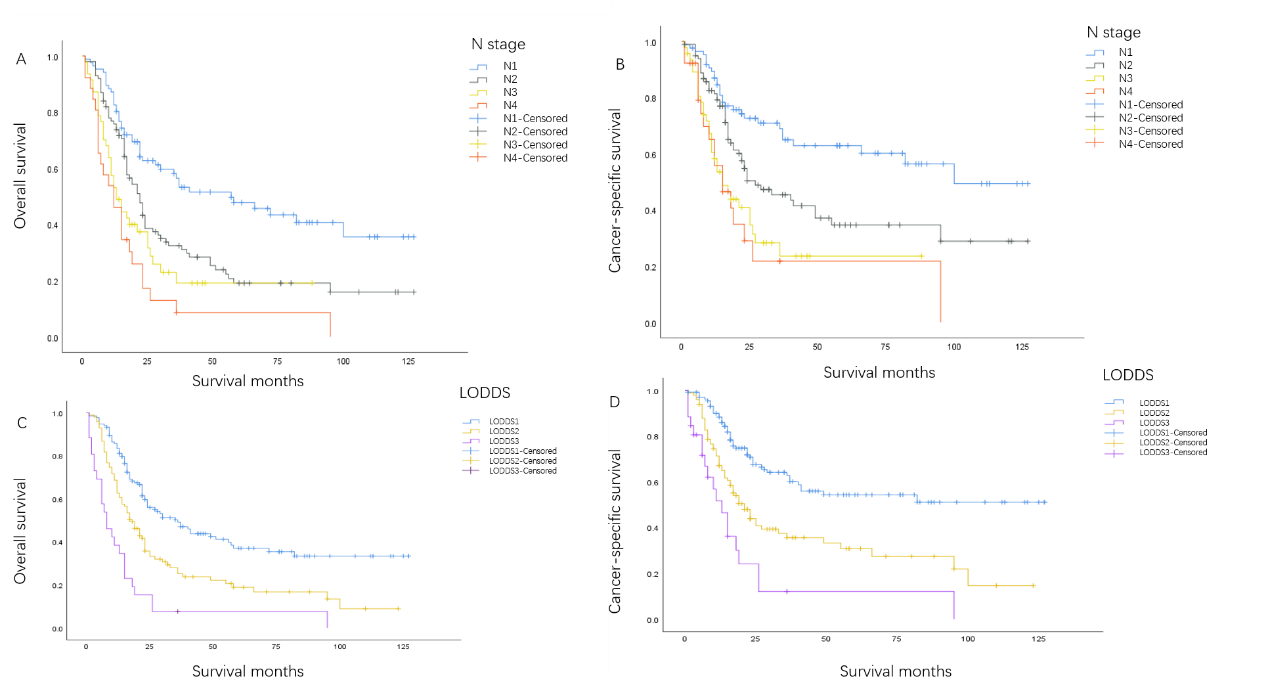 A
Overall survival
1.0
0.8
0.6
0.4
0.2
0.0
0 25 50 75 100 125
Survival months
N stage
N1
N2
N3
N4
N1-Censored
N2-Censored
N3-Censored
N4-Censored
B
Cancer-specific survival
1.0
0.8
0.6
0.4
0.2
0.0
0 25 50 75 100 125
Survival months
N stage
N1
N2
N3
N4
N1-Censored
N2-Censored
N3-Censored
N4-Censored
C
Overall survival
1.0
0.8
0.6
0.4
0.2
0.0
0 25 50 75 100 125
Survival months
LODDS
LODDS1
LODDS2
LODDS3
LODDS1-Censored
LODDS2-Censored
LODDS3-Censored
D
Cancer-specific survival
1.0
0.8
0.6
0.4
0.2
0.0
0 25 50 75 100 125
Survival months
LODDS
LODDS1
LODDS2
LODDS3
LODDS1-Censored
LODDS2-Censored
LODDS3-Censored